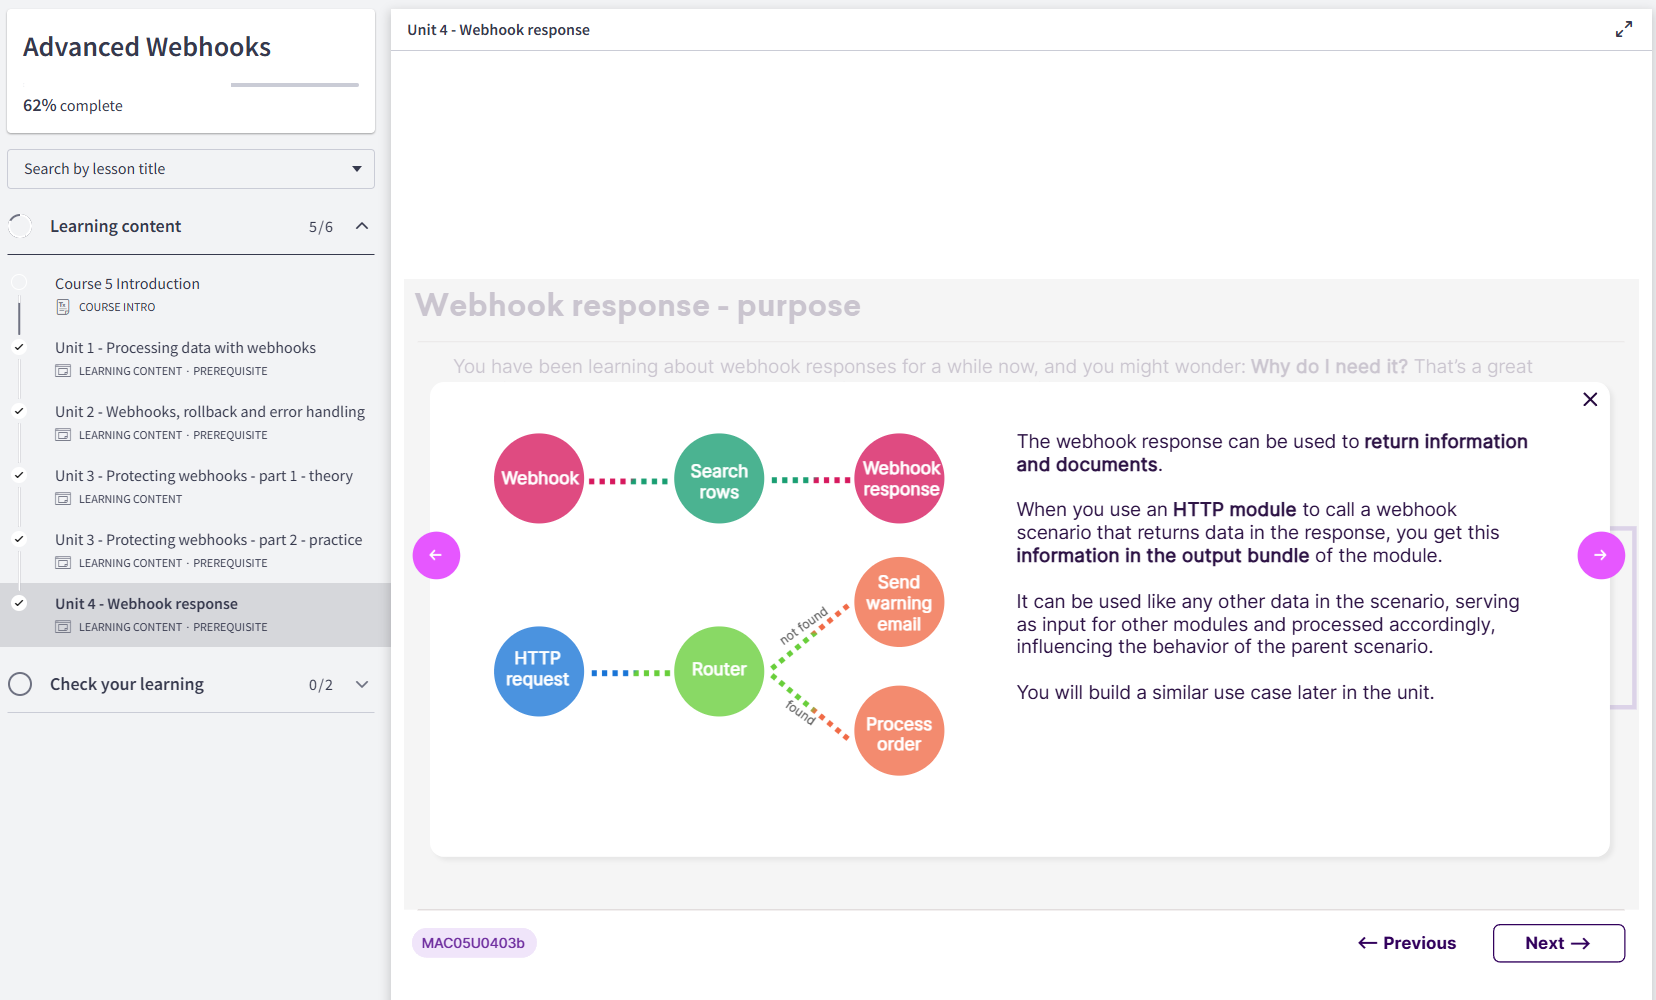 Advanced Webhooks
62% complete
Search by lesson title
Learning content 5/6
Course 5 Introduction
COURSE INTRO
Unit 1 - Processing data with webhooks
LEARNING CONTENT · PREREQUISITE
Unit 2 - Webhooks, rollback and error handling
LEARNING CONTENT · PREREQUISITE
Unit 3 - Protecting webhooks - part 1 - theory
LEARNING CONTENT
Unit 3 - Protecting webhooks - part 2 - practice
LEARNING CONTENT · PREREQUISITE
Unit 4 - Webhook response
LEARNING CONTENT · PREREQUISITE
Check your learning 0/2
Unit 4 - Webhook response
Webhook response - purpose
You have been learning about webhook responses for a while now, and you might wonder: Why do I need it? That's a great
Webhook
Search
rows
Webhook
response
HTTP
request
Router
not found
found
Send
warning
email
Process
order
The webhook response can be used to return information
and documents.
When you use an HTTP module to call a webhook
scenario that returns data in the response, you get this
information in the output bundle of the module.
It can be used like any other data in the scenario, serving
as input for other modules and processed accordingly,
influencing the behavior of the parent scenario.
You will build a similar use case later in the unit.
MAC05U0403b
← Previous
Next →